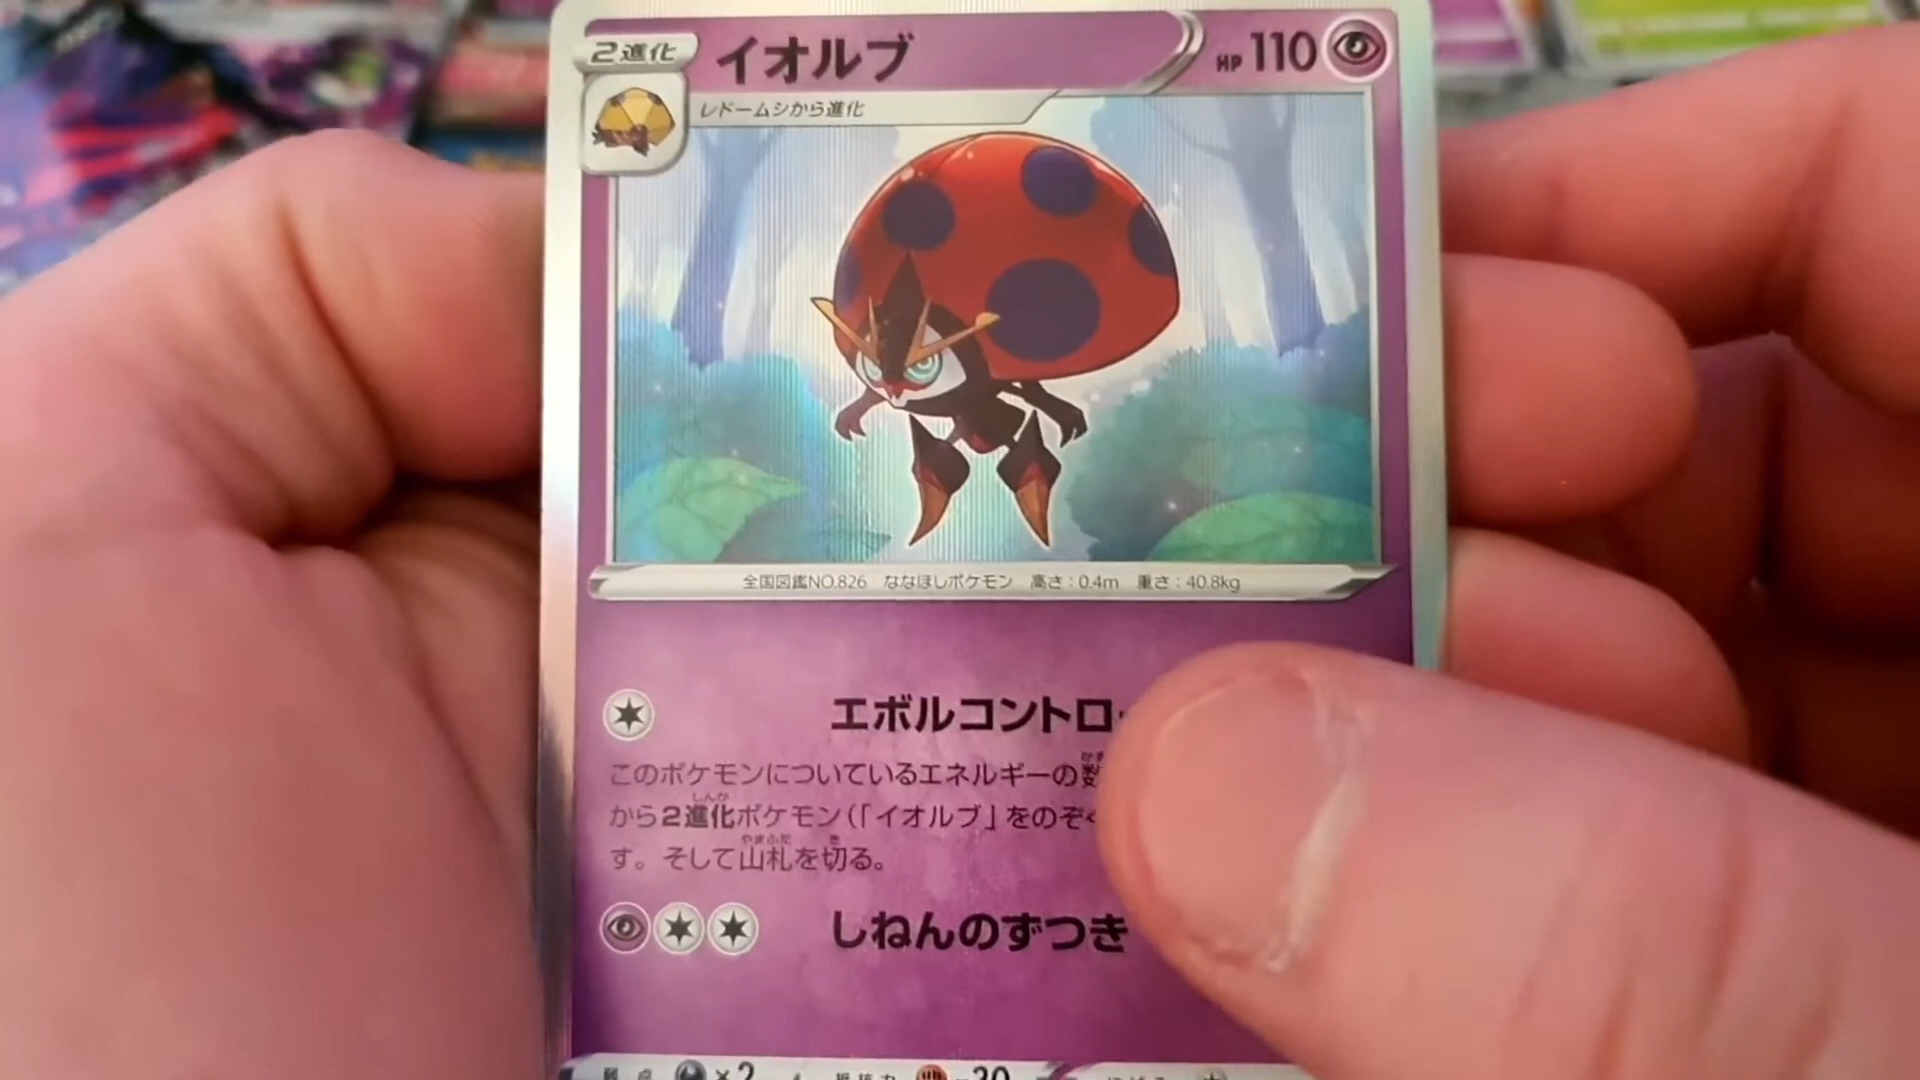 2進化 イオルブ HP 110
レドームシから進化
全国図鑑NO.826 ななほしポケモン 高さ:0.4m 重さ:40.8kg
エボルコントロ
このポケモンについているエネルギーの数
から2進化ポケモン(「イオルブ」をのぞ
す。そして山札を切る。
しねんのずつき
×2 -30